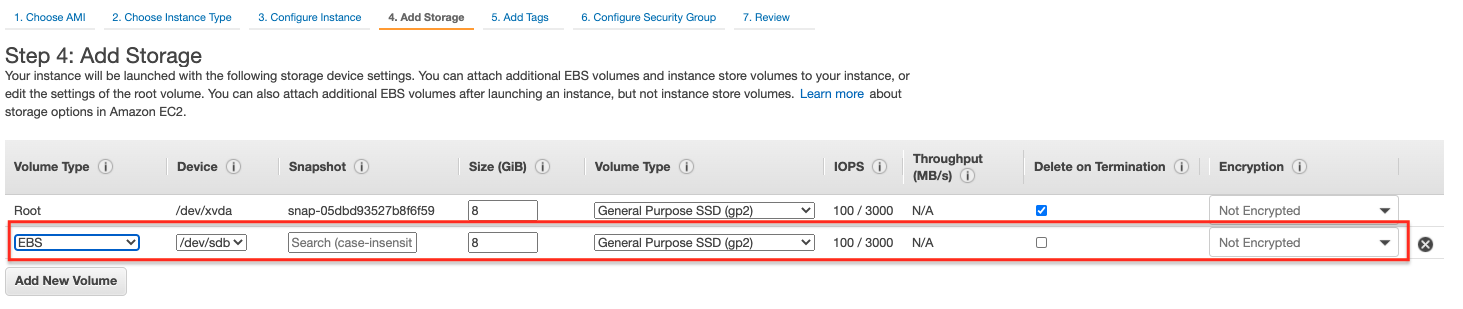 1. Choose AMI 2. Choose Instance Type 3. Configure Instance 4. Add Storage 5. Add Tags 6. Configure Security Group 7. Review
Step 4: Add Storage
Your instance will be launched with the following storage device settings. You can attach additional EBS volumes and instance store volumes to your instance, or
edit the settings of the root volume. You can also attach additional EBS volumes after launching an instance, but not instance store volumes. Learn more about
storage options in Amazon EC2.
Volume Type i Device i Snapshot i Size (GiB) i Volume Type i IOPS i Throughput (MB/s) i Delete on Termination i Encryption i
Root /dev/xvda snap-05dbd93527b8f6f59 8 General Purpose SSD (gp2) 100 / 3000 N/A Not Encrypted
EBS /dev/sdb Search (case-insensit 8 General Purpose SSD (gp2) 100 / 3000 N/A Not Encrypted
Add New Volume